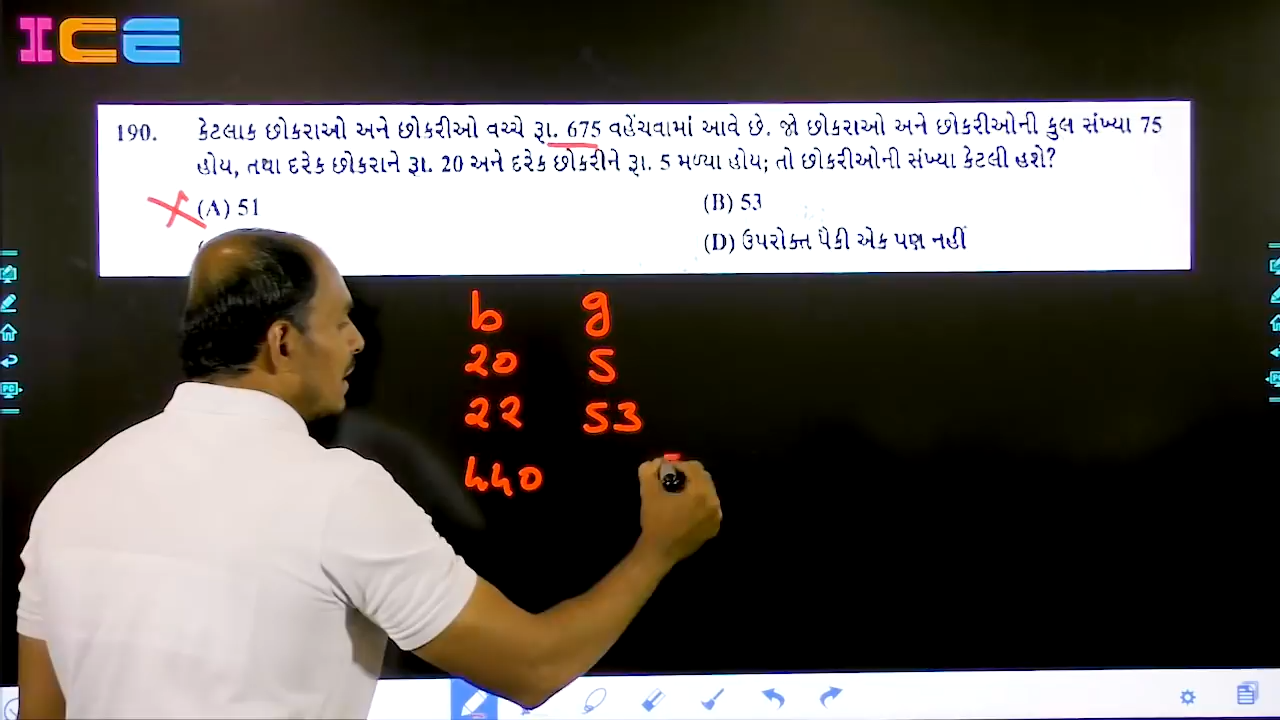 ICE
190. કેટલાક છોકરાઓ અને છોકરીઓ વચ્ચે રૂા. 675 વહેંચવામાં આવે છે. જો છોકરાઓ અને છોકરીઓની કુલ સંખ્યા 75
હોય, તથા દરેક છોકરાને રૂા. 20 અને દરેક છોકરીને રૂા. 5 મળ્યા હોય; તો છોકરીઓની સંખ્યા કેટલી હશે?
(A) 51 (B) 53
(D) ઉપરોક્ત પૈકી એક પણ નહીં
b g
20 5
22 53
440